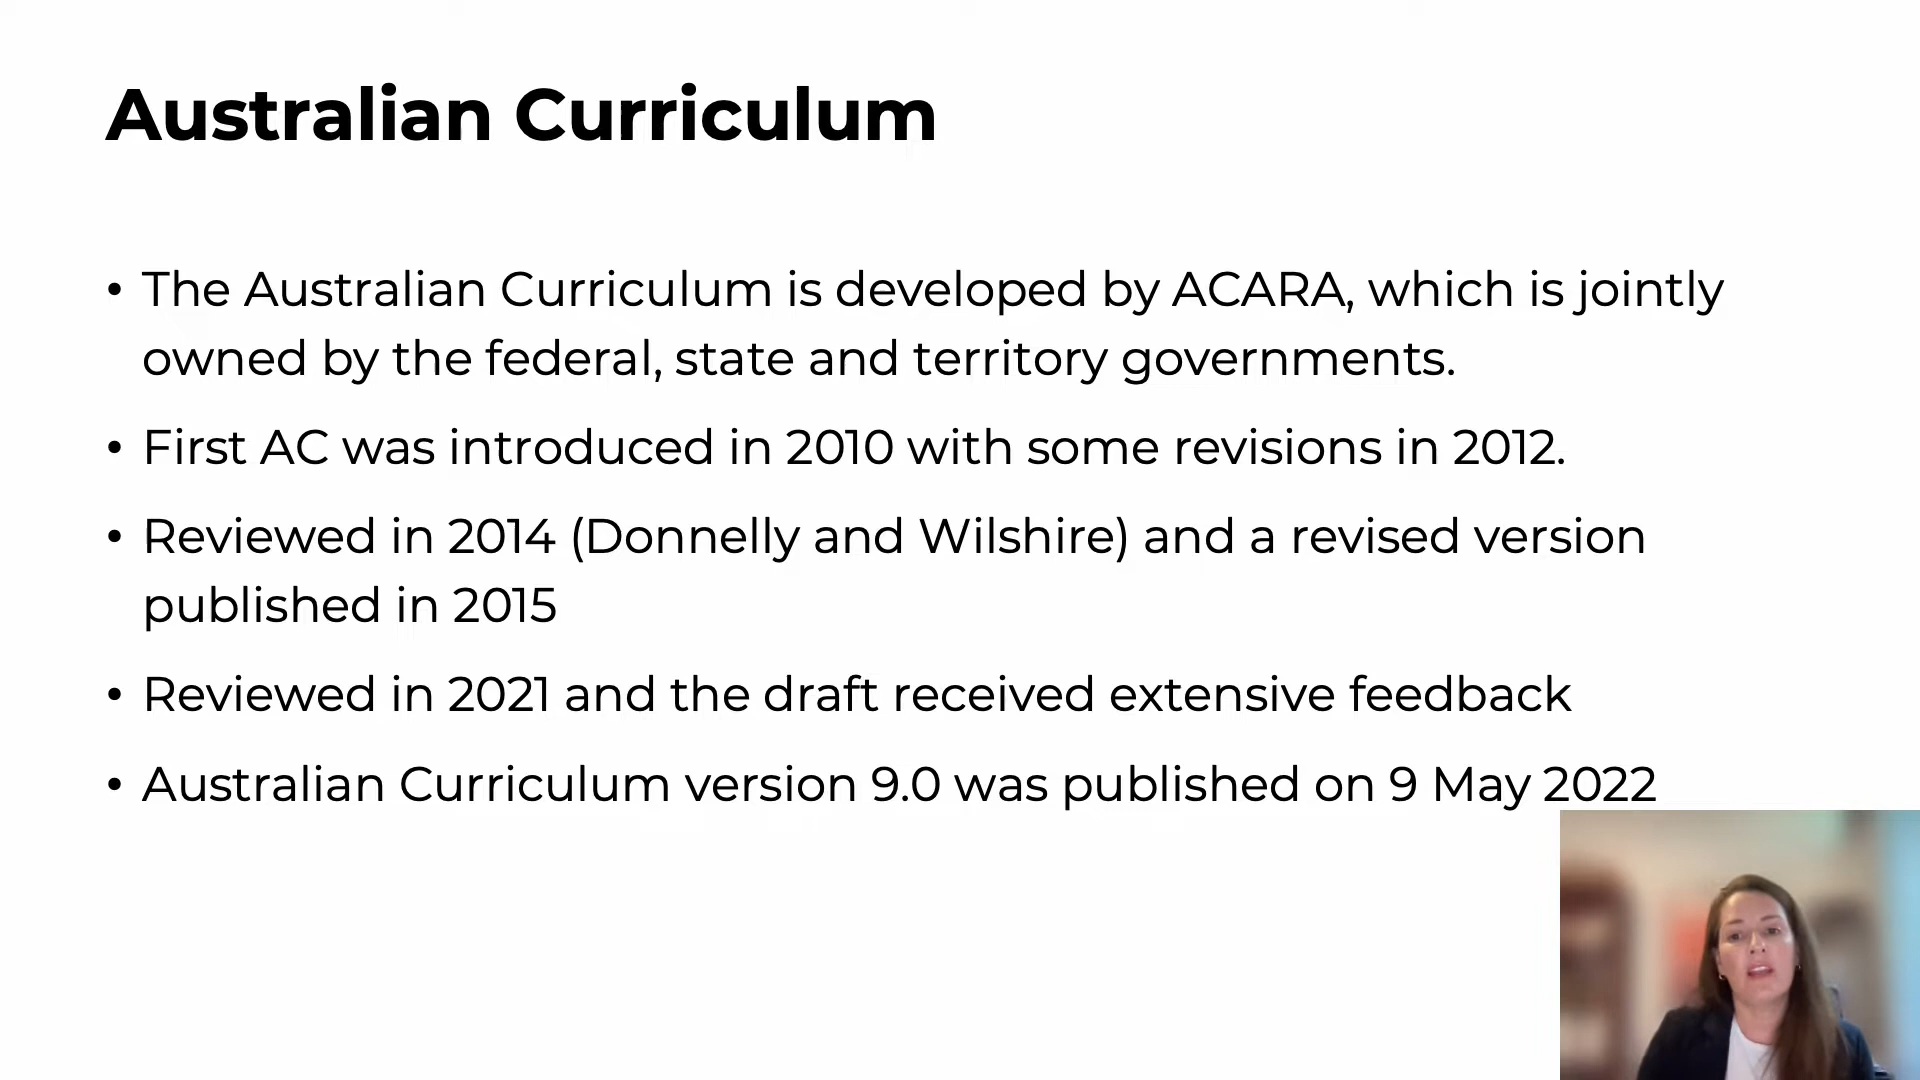 Australian Curriculum
• The Australian Curriculum is developed by ACARA, which is jointly
owned by the federal, state and territory governments.
• First AC was introduced in 2010 with some revisions in 2012.
• Reviewed in 2014 (Donnelly and Wilshire) and a revised version
published in 2015
• Reviewed in 2021 and the draft received extensive feedback
• Australian Curriculum version 9.0 was published on 9 May 2022